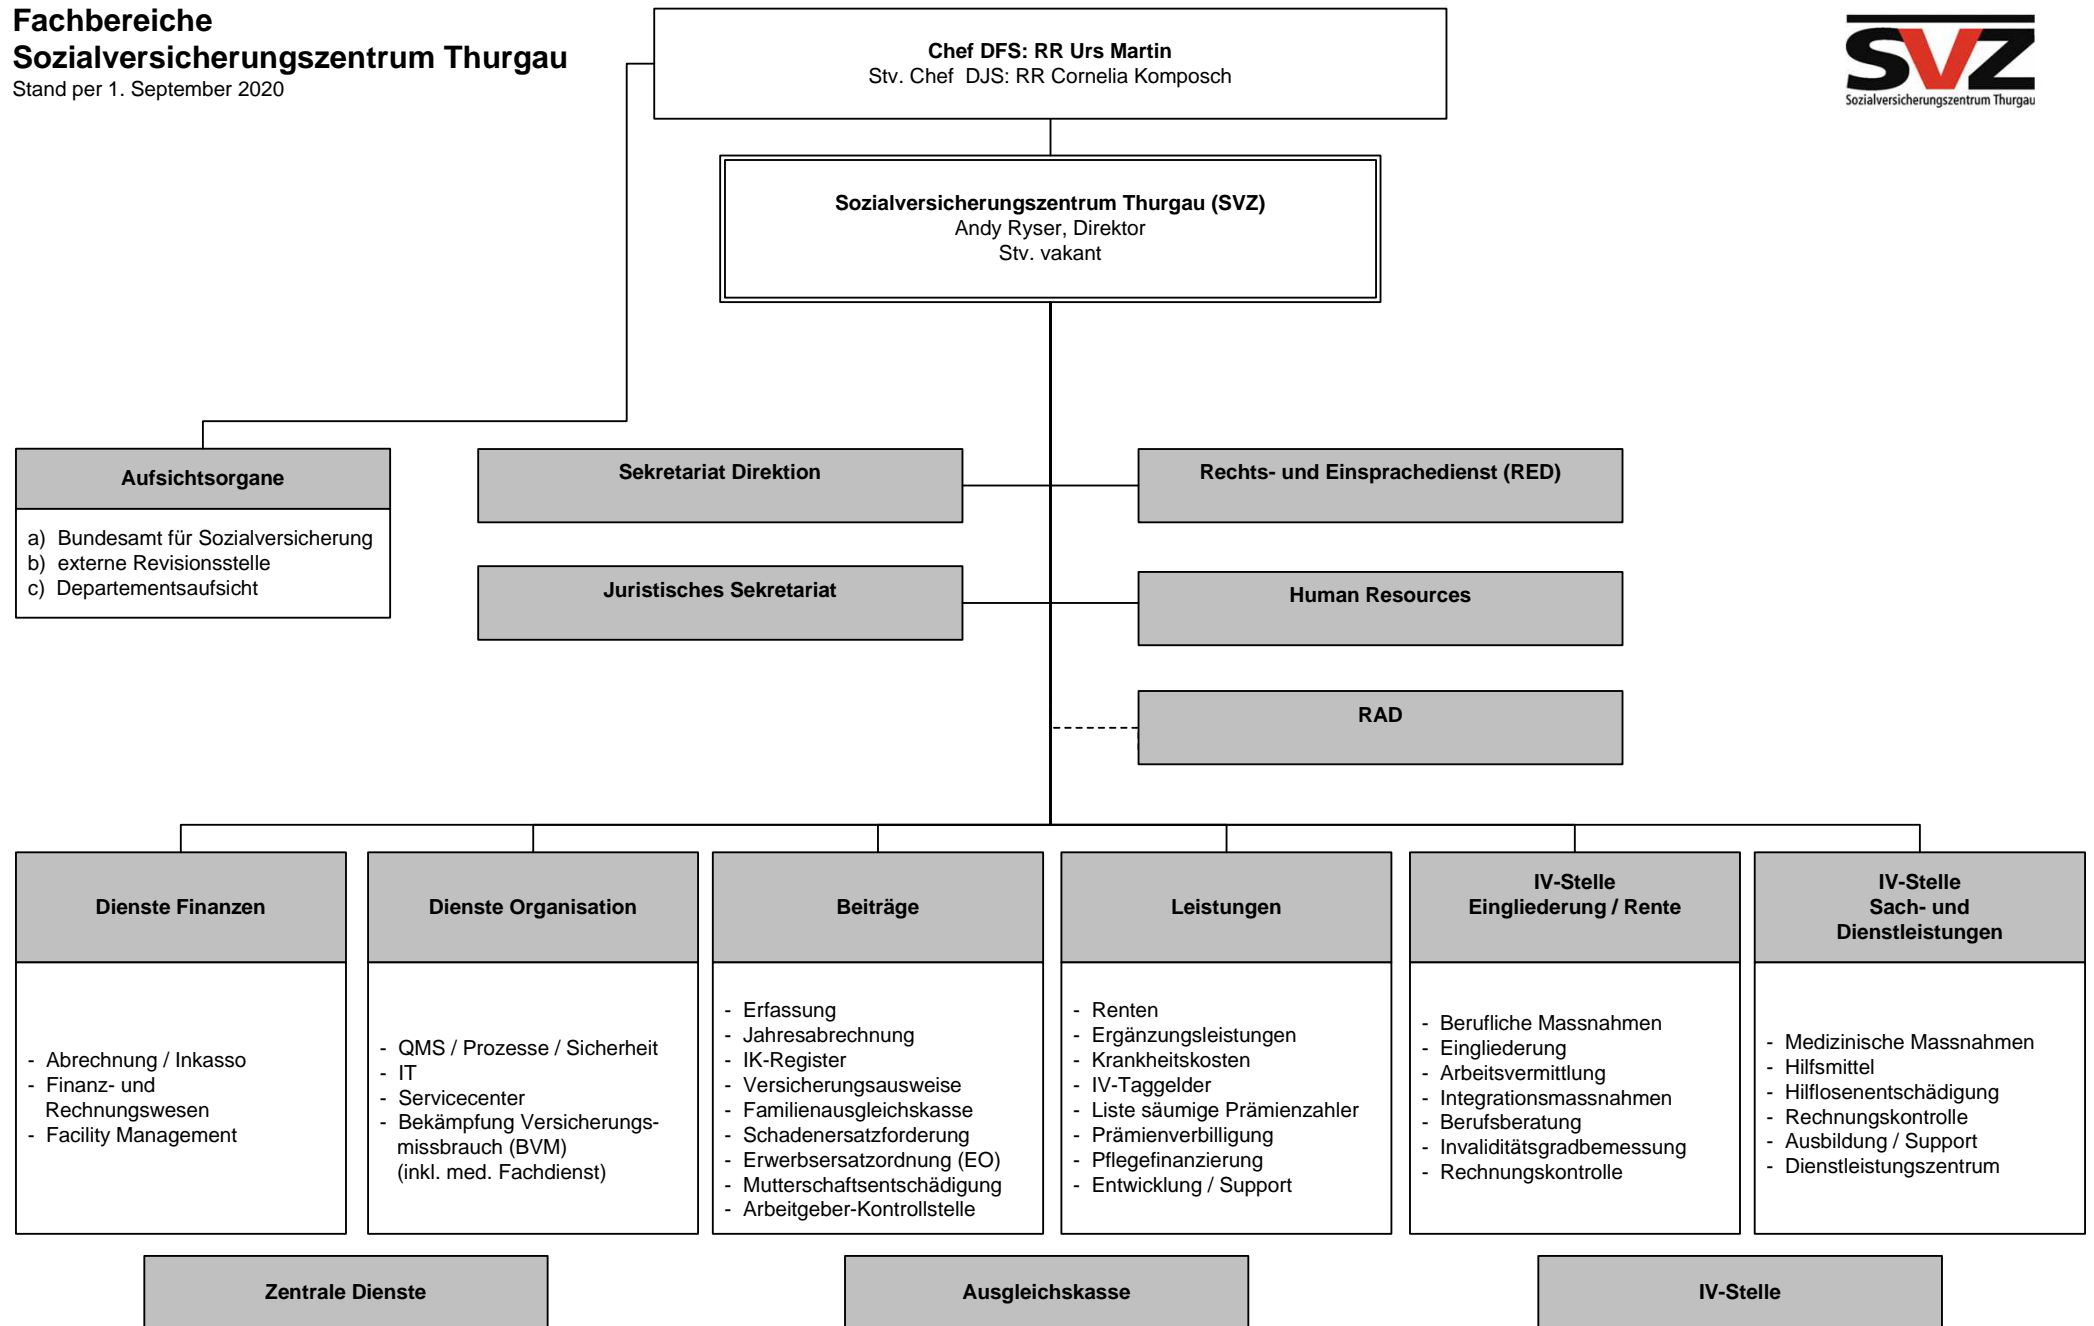 Fachbereiche
Sozialversicherungszentrum Thurgau
Stand per 1. September 2020
Chef DFS: RR Urs Martin
Stv. Chef DJS: RR Cornelia Komposch
SVZ
Sozialversicherungszentrum Thurgau
Sozialversicherungszentrum Thurgau (SVZ)
Andy Ryser, Direktor
Stv. vakant
Aufsichtsorgane
a) Bundesamt für Sozialversicherung
b) externe Revisionsstelle
c) Departementsaufsicht
Sekretariat Direktion
Rechts- und Einsprachedienst (RED)
Juristisches Sekretariat
Human Resources
RAD
Dienste Finanzen
- Abrechnung / Inkasso
- Finanz- und
Rechnungswesen
- Facility Management
Dienste Organisation
- QMS / Prozesse / Sicherheit
- IT
- Servicecenter
- Bekämpfung Versicherungs-
missbrauch (BVM)
(inkl. med. Fachdienst)
Beiträge
- Erfassung
- Jahresabrechnung
- IK-Register
- Versicherungsausweise
- Familienausgleichskasse
- Schadenersatzforderung
- Erwerbsersatzordnung (EO)
- Mutterschaftsentschädigung
- Arbeitgeber-Kontrollstelle
Leistungen
- Renten
- Ergänzungsleistungen
- Krankheitskosten
- IV-Taggelder
- Liste säumige Prämienzahler
- Prämienverbilligung
- Pflegefinanzierung
- Entwicklung / Support
IV-Stelle
Eingliederung / Rente
- Berufliche Massnahmen
- Eingliederung
- Arbeitsvermittlung
- Integrationsmassnahmen
- Berufsberatung
- Invaliditätsgradbemessung
- Rechnungskontrolle
IV-Stelle
Sach- und
Dienstleistungen
- Medizinische Massnahmen
- Hilfsmittel
- Hilflosenentschädigung
- Rechnungskontrolle
- Ausbildung / Support
- Dienstleistungszentrum
Zentrale Dienste
Ausgleichskasse
IV-Stelle